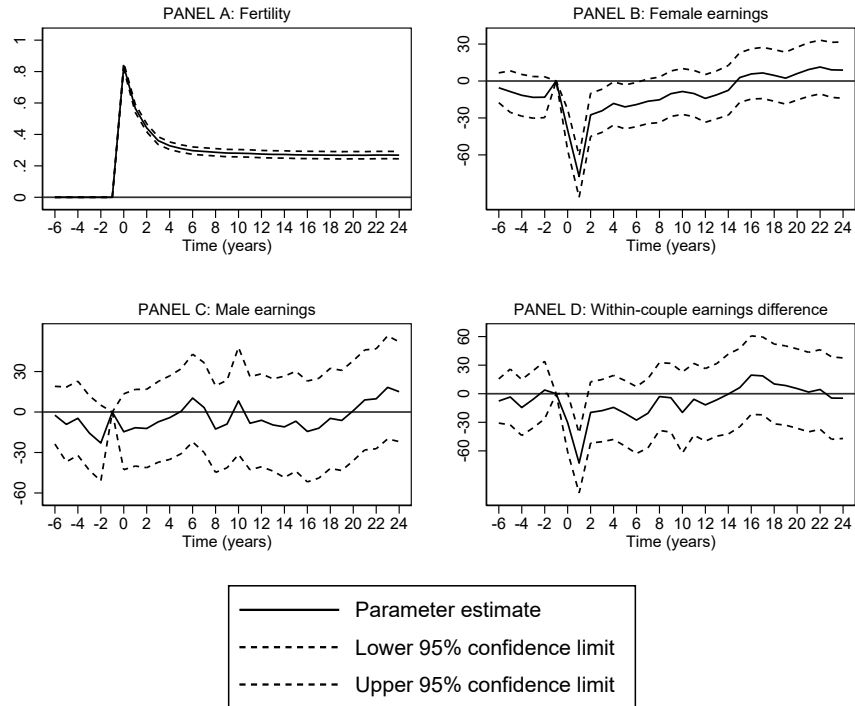 PANEL A: Fertility
1
.8
.6
.4
.2
0
-6 -4 -2 0 2 4 6 8 10 12 14 16 18 20 22 24
Time (years)
PANEL B: Female earnings
30
0
-30
-60
-6 -4 -2 0 2 4 6 8 10 12 14 16 18 20 22 24
Time (years)
PANEL C: Male earnings
30
0
-30
-60
-6 -4 -2 0 2 4 6 8 10 12 14 16 18 20 22 24
Time (years)
PANEL D: Within-couple earnings difference
60
30
0
-30
-60
-6 -4 -2 0 2 4 6 8 10 12 14 16 18 20 22 24
Time (years)
Parameter estimate
Lower 95% confidence limit
Upper 95% confidence limit